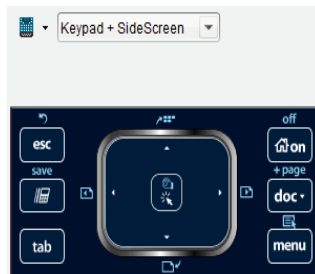 Keypad + SideScreen
off
esc
on
save
+page
doc
tab
menu